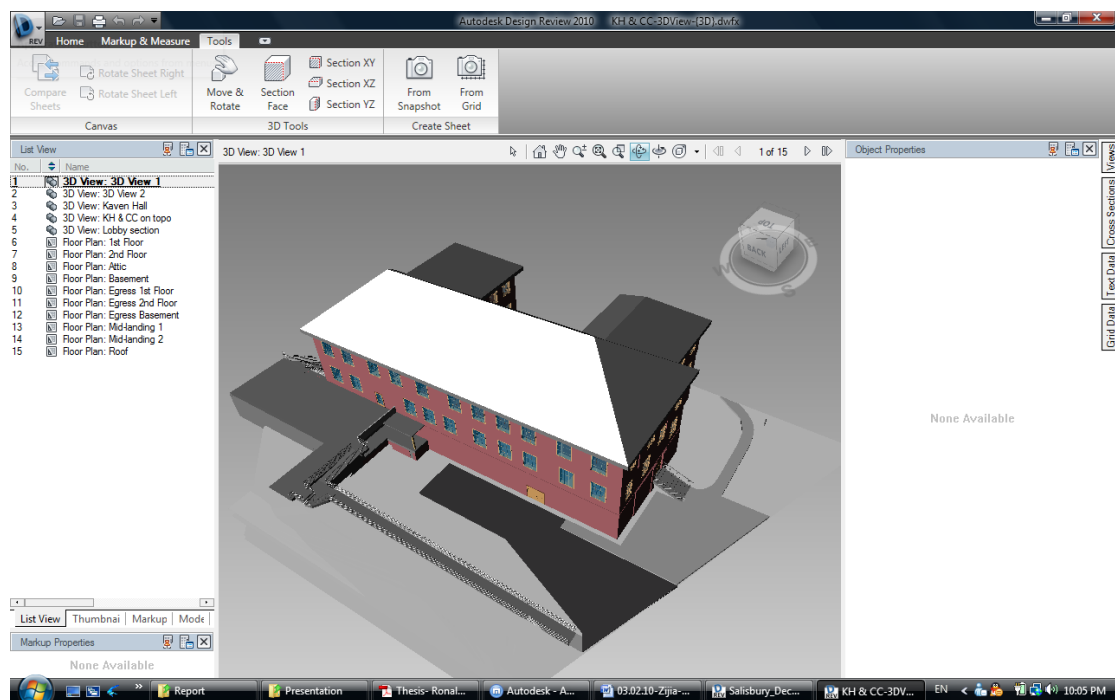 Autodesk Design Review 2010 KH & CC-3DView-{3D}.dwfx
REV
Home Markup & Measure Tools
Compare Sheets
Rotate Sheet Right
Rotate Sheet Left
Canvas
Move & Rotate
Section Face
Section XY
Section XZ
Section YZ
3D Tools
From Snapshot
From Grid
Create Sheet
List View
3D View: 3D View 1
1 of 15
Object Properties
No. Name
1 3D View: 3D View 1
2 3D View: 3D View 2
3 3D View: Kaven Hall
4 3D View: KH & CC on topo
5 3D View: Lobby section
6 Floor Plan: 1st Floor
7 Floor Plan: 2nd Floor
8 Floor Plan: Attic
9 Floor Plan: Basement
10 Floor Plan: Egress 1st Floor
11 Floor Plan: Egress 2nd Floor
12 Floor Plan: Egress Basement
13 Floor Plan: Mid-landing 1
14 Floor Plan: Mid-landing 2
15 Floor Plan: Roof
TOP
BACK
W
S
Views
Cross Sections
Text Data
Grid Data
None Available
List View Thumbnai Markup Mode
Markup Properties
None Available
Report
Presentation
Thesis- Ronal...
Autodesk - A...
03.02.10-Zijia-...
Salisbury_Dec...
KH & CC-3DV...
EN
10:05 PM